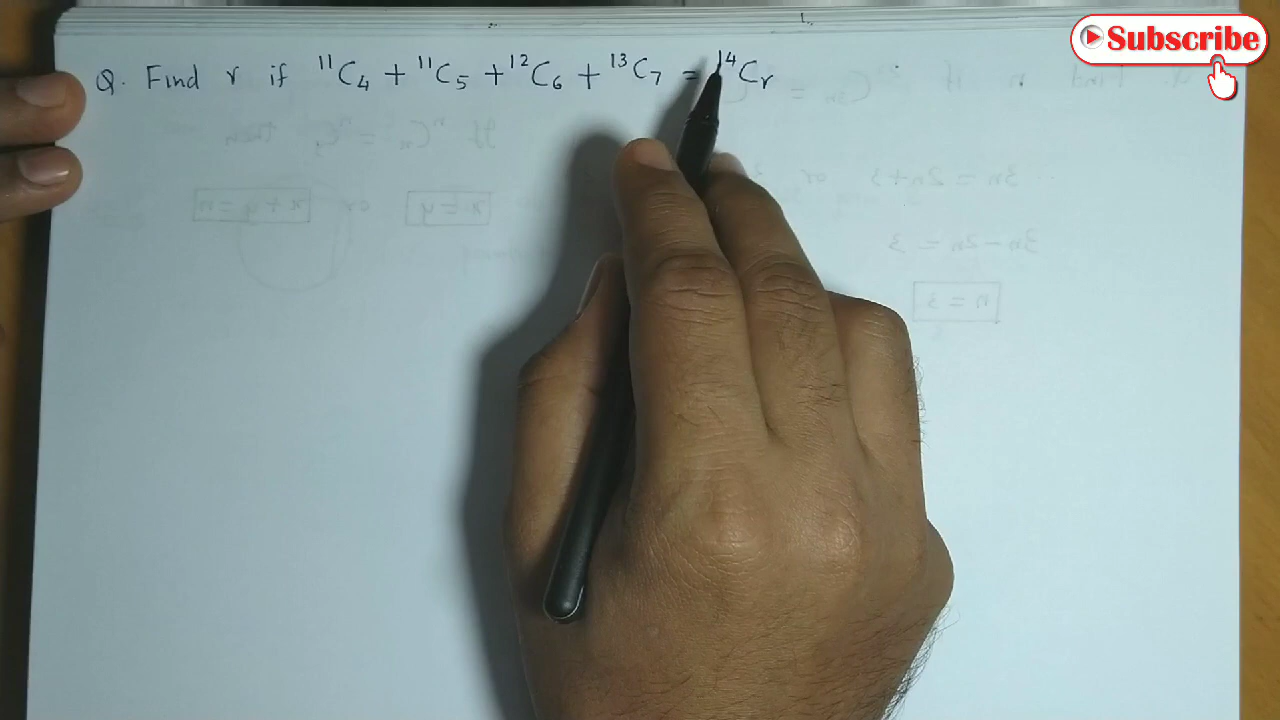 Subscribe
Q. Find r if ¹¹C₄ + ¹¹C₅ + ¹²C₆ + ¹³C₇ = ¹⁴Cᵣ